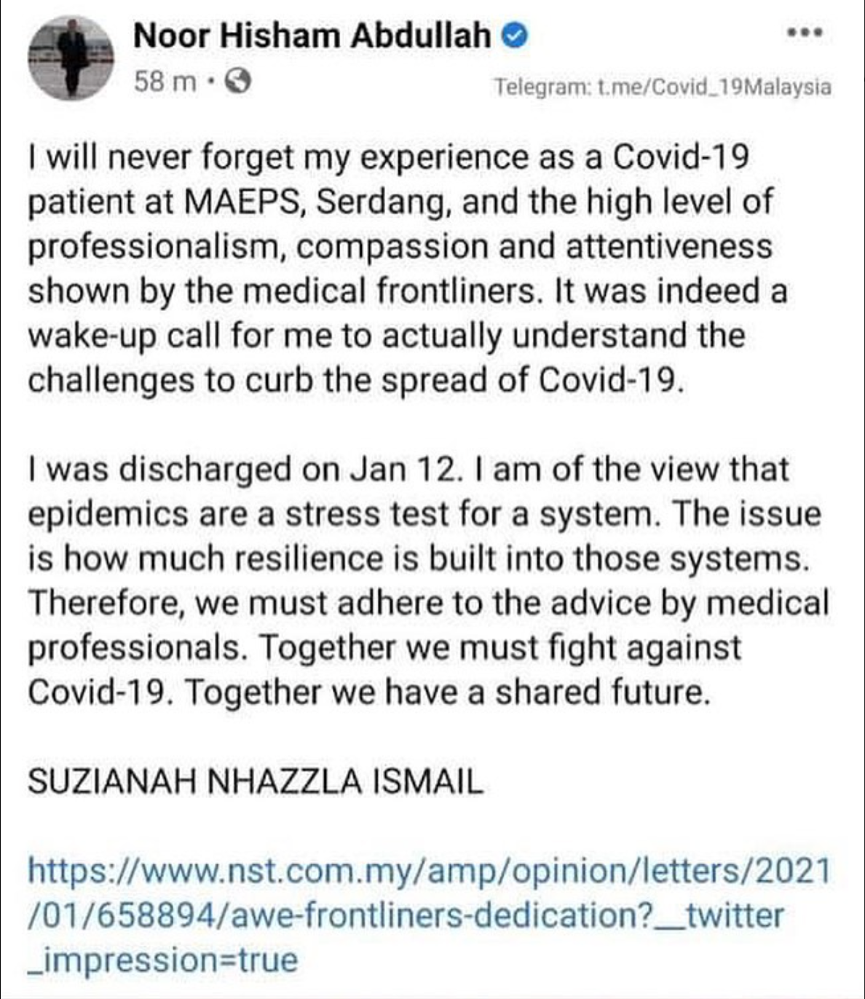 Noor Hisham Abdullah
58 m ·
Telegram: t.me/Covid_19Malaysia
I will never forget my experience as a Covid-19
patient at MAEPS, Serdang, and the high level of
professionalism, compassion and attentiveness
shown by the medical frontliners. It was indeed a
wake-up call for me to actually understand the
challenges to curb the spread of Covid-19.
I was discharged on Jan 12. I am of the view that
epidemics are a stress test for a system. The issue
is how much resilience is built into those systems.
Therefore, we must adhere to the advice by medical
professionals. Together we must fight against
Covid-19. Together we have a shared future.
SUZIANAH NHAZZLA ISMAIL
https://www.nst.com.my/amp/opinion/letters/2021
/01/658894/awe-frontliners-dedication?__twitter
_impression=true